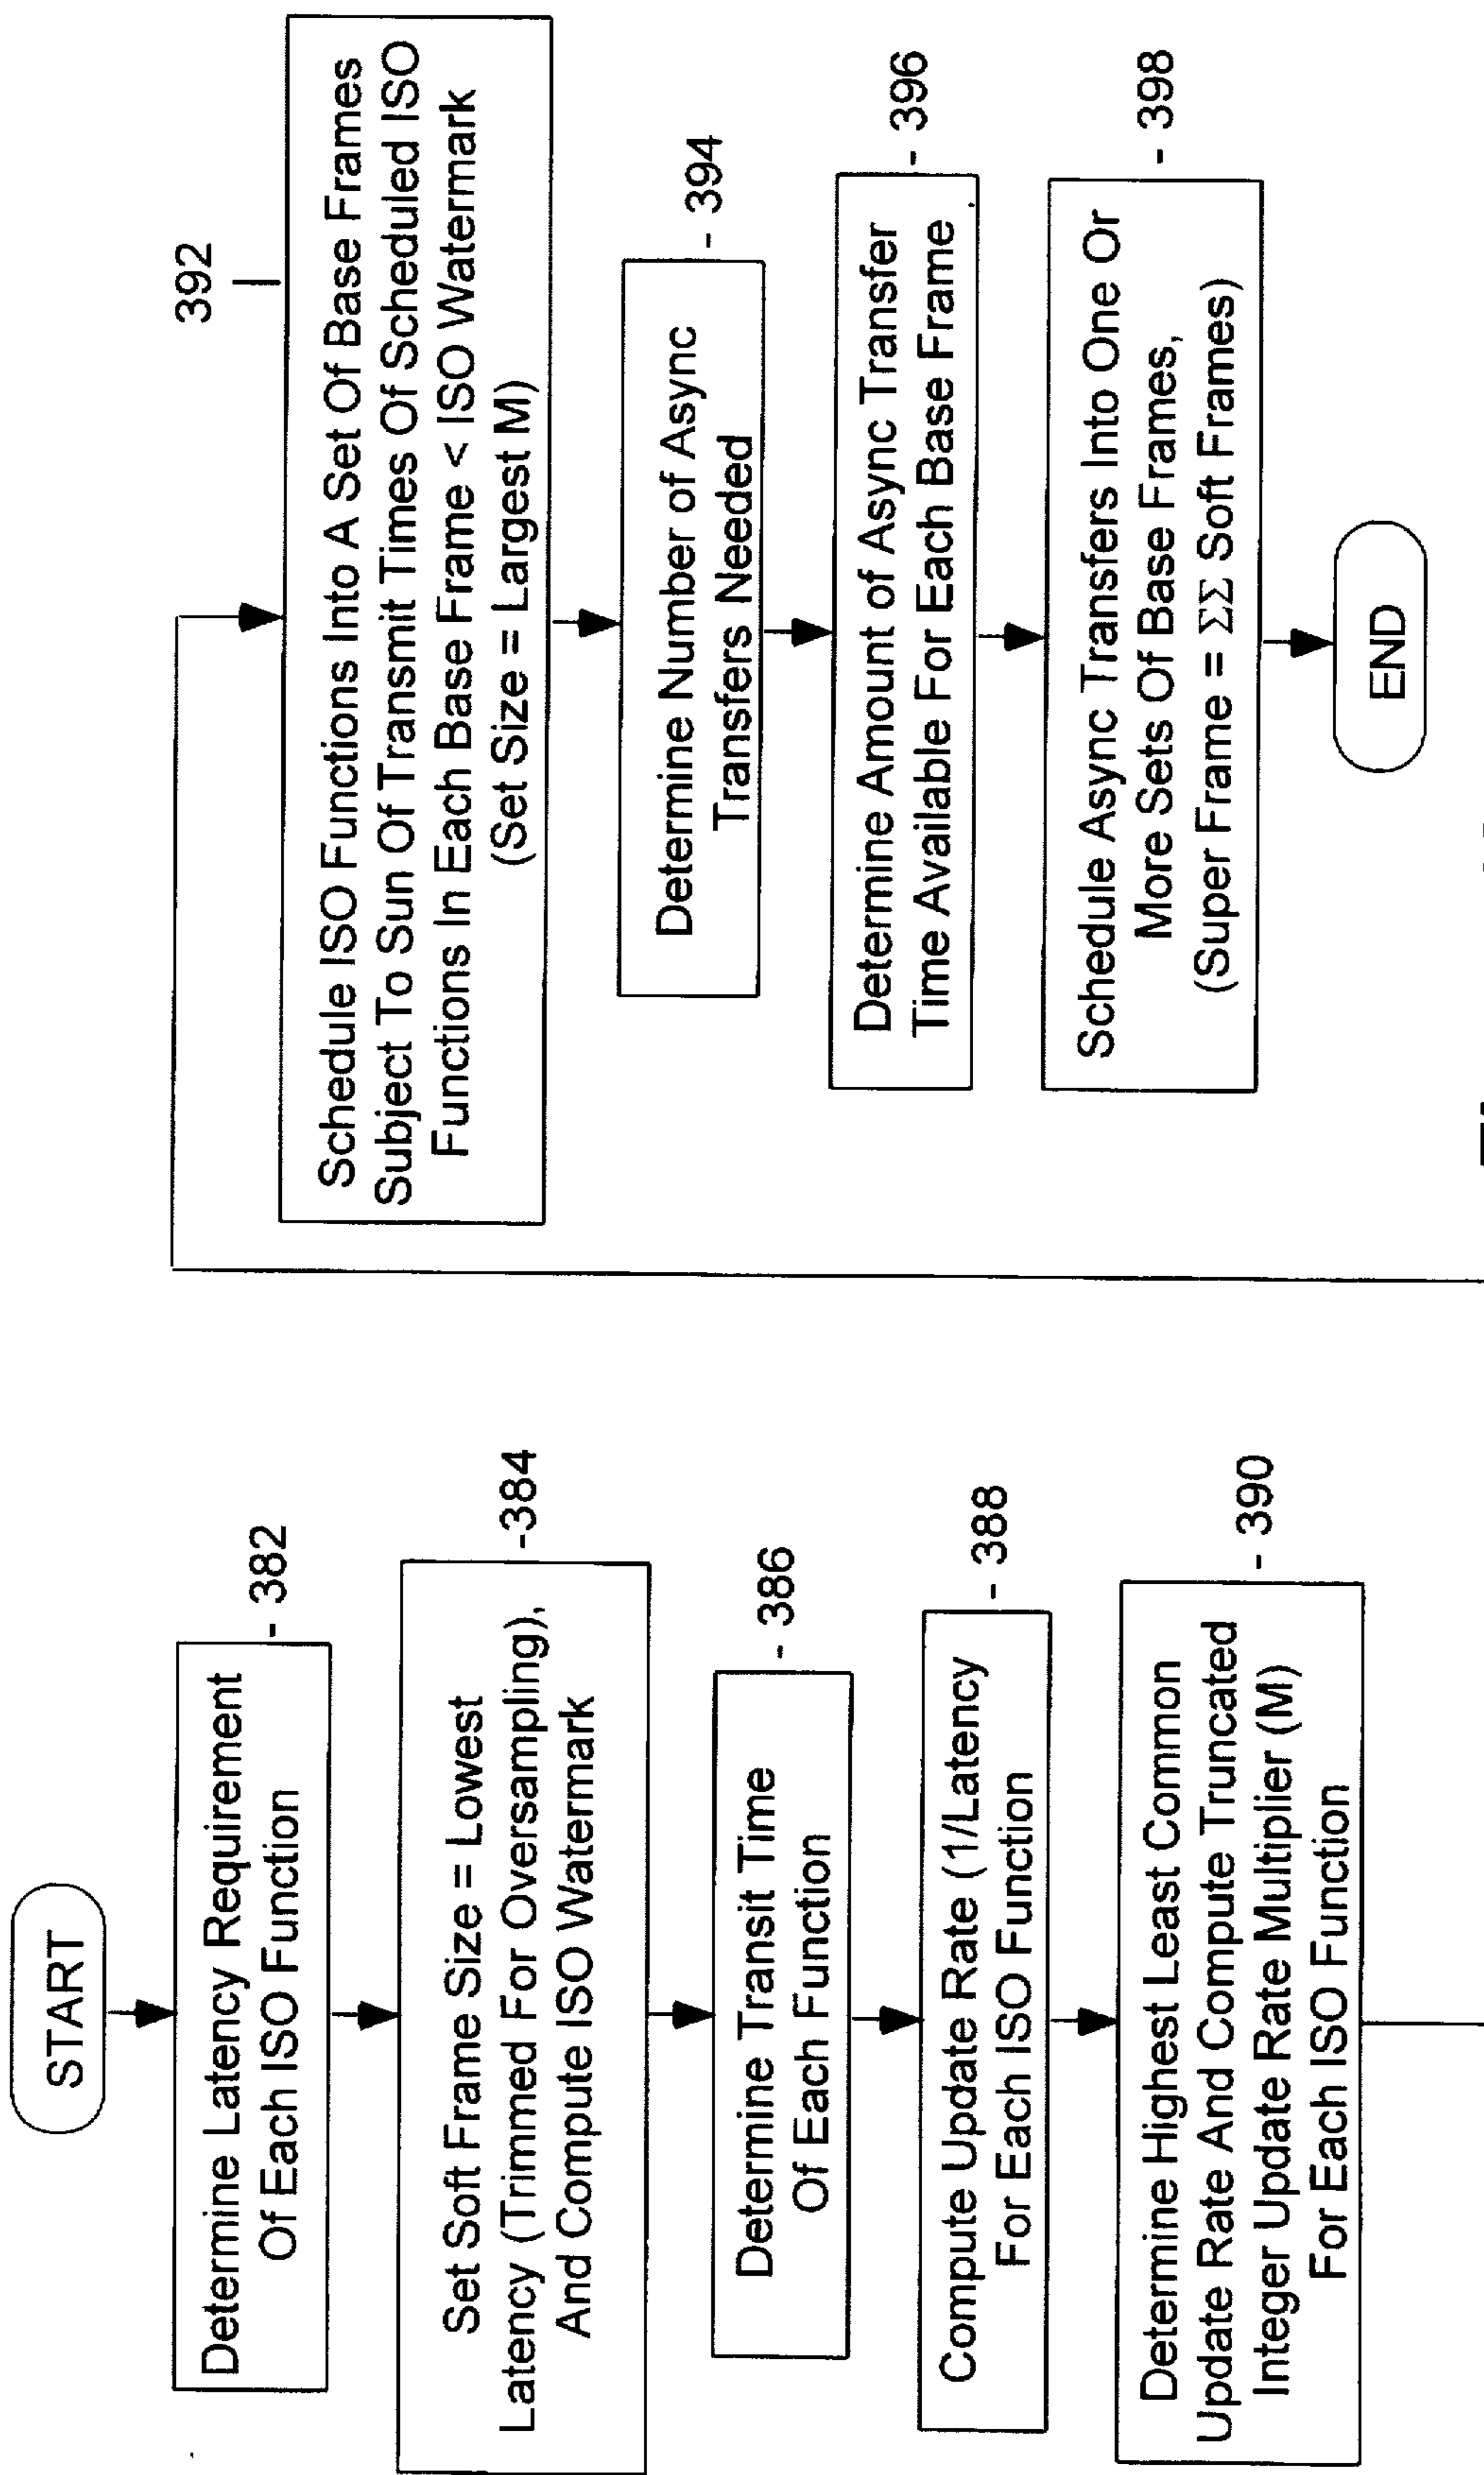 START
Determine Latency Requirement
Of Each ISO Function
- 382
Set Soft Frame Size = Lowest
Latency (Trimmed For Oversampling),
And Compute ISO Watermark
-384
Determine Transit Time
Of Each Function
- 386
Compute Update Rate (1/Latency
For Each ISO Function
- 388
Determine Highest Least Common
Update Rate And Compute Truncated
Integer Update Rate Multiplier (M)
For Each ISO Function
- 390
392
Schedule ISO Functions Into A Set Of Base Frames
Subject To Sun Of Transmit Times Of Scheduled ISO
Functions In Each Base Frame < ISO Watermark
(Set Size = Largest M)
Determine Number of Async
Transfers Needed
- 394
Determine Amount of Async Transfer
Time Available For Each Base Frame
- 396
Schedule Async Transfers Into One Or
More Sets Of Base Frames,
(Super Frame = ΣΣ Soft Frames)
- 398
END